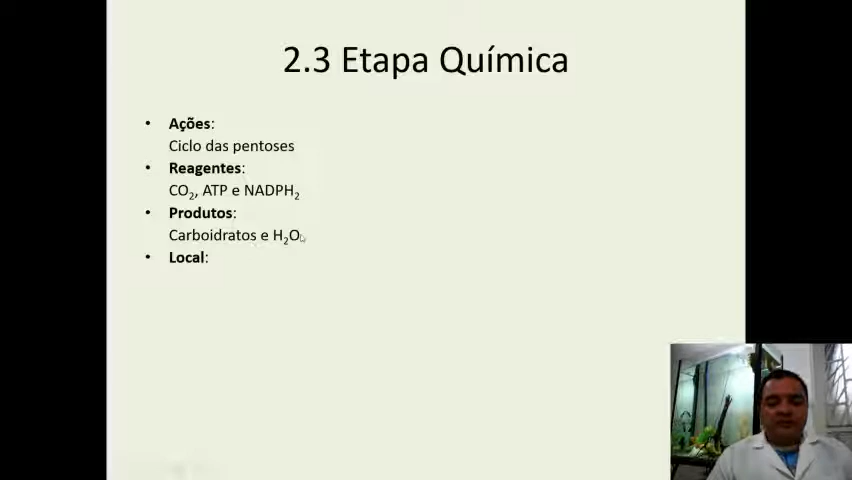 2.3 Etapa Química
• Ações:
Ciclo das pentoses
• Reagentes:
CO₂, ATP e NADPH₂
• Produtos:
Carboidratos e H₂O
• Local: